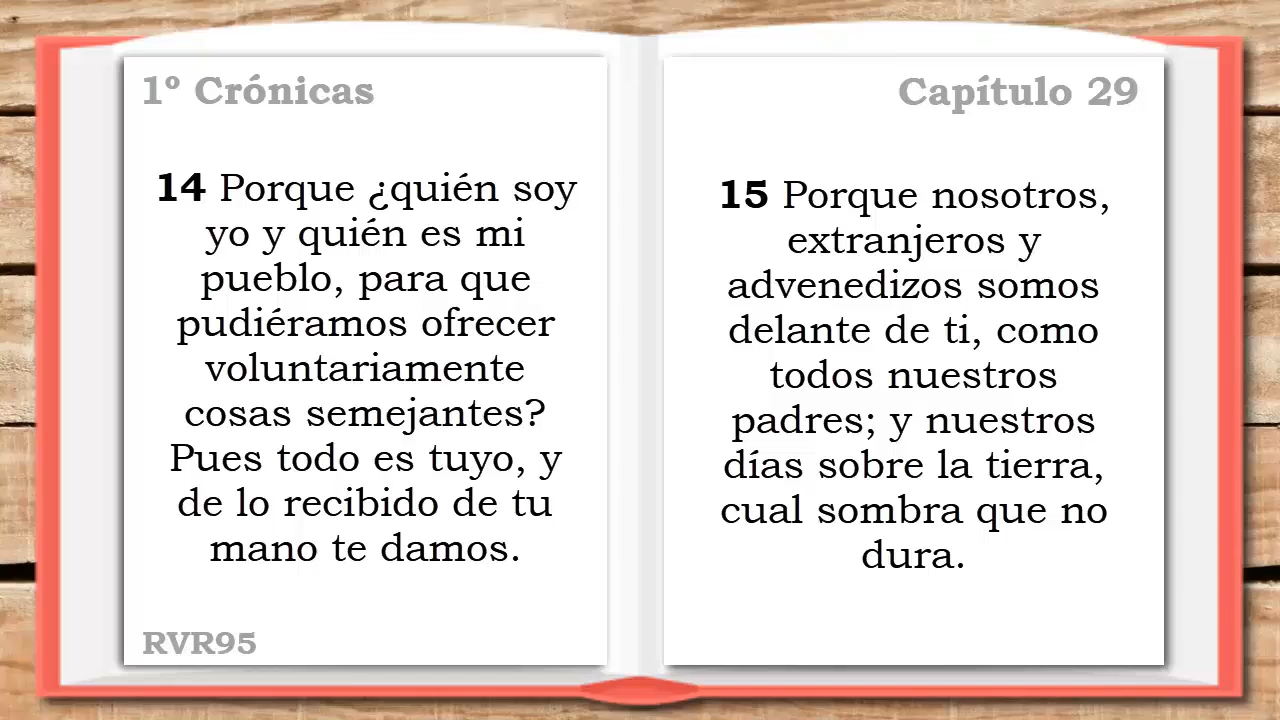 1º Crónicas
14 Porque ¿quién soy
yo y quién es mi
pueblo, para que
pudiéramos ofrecer
voluntariamente
cosas semejantes?
Pues todo es tuyo, y
de lo recibido de tu
mano te damos.
RVR95
Capítulo 29
15 Porque nosotros,
extranjeros y
advenedizos somos
delante de ti, como
todos nuestros
padres; y nuestros
días sobre la tierra,
cual sombra que no
dura.